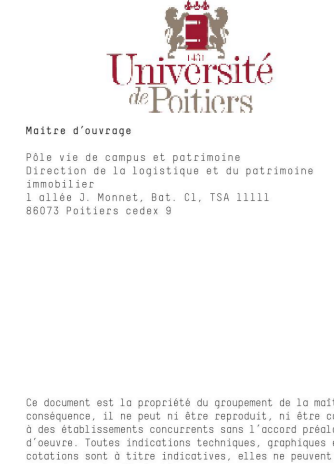 1431
Université
de Poitiers
Maître d'ouvrage
Pôle vie de campus et patrimoine
Direction de la logistique et du patrimoine
immobilier
1 allée J. Monnet, Bat. C1, TSA 11111
86073 Poitiers cedex 9
Ce document est la propriété du groupement de la maît
conséquence, il ne peut ni être reproduit, ni être co
à des établissements concurrents sans l'accord préala
d'oeuvre. Toutes indications techniques, graphiques e
cotations sont à titre indicatives, elles ne peuvent